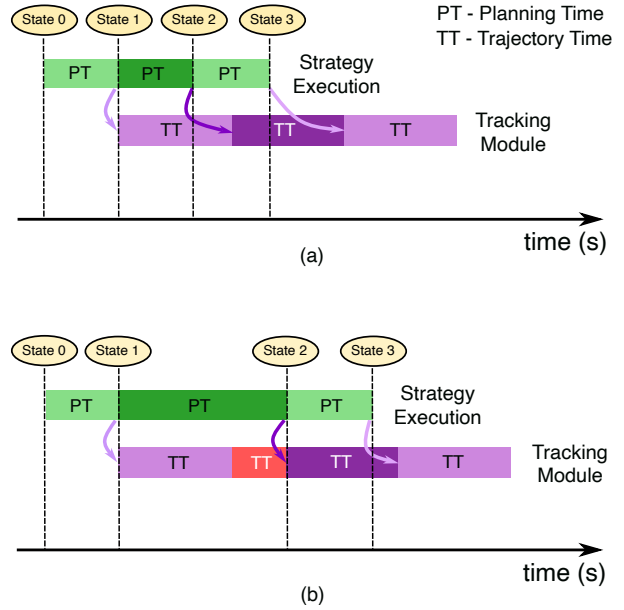 PT - Planning Time
TT - Trajectory Time
State 0 State 1 State 2 State 3
PT PT PT
Strategy
Execution
TT TT TT
Tracking
Module
time (s)
(a)
State 0 State 1 State 2 State 3
PT PT PT
Strategy
Execution
TT TT TT TT
Tracking
Module
time (s)
(b)